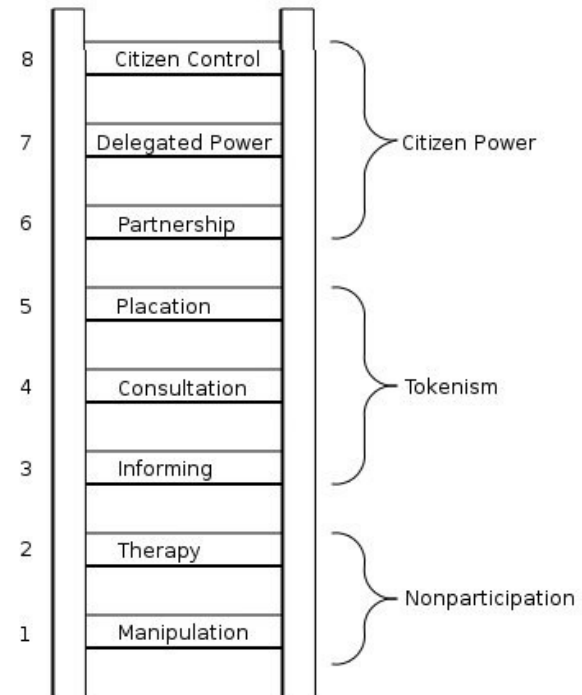 8 Citizen Control
7 Delegated Power
Citizen Power
6 Partnership
5 Placation
4 Consultation
Tokenism
3 Informing
2 Therapy
Nonparticipation
1 Manipulation